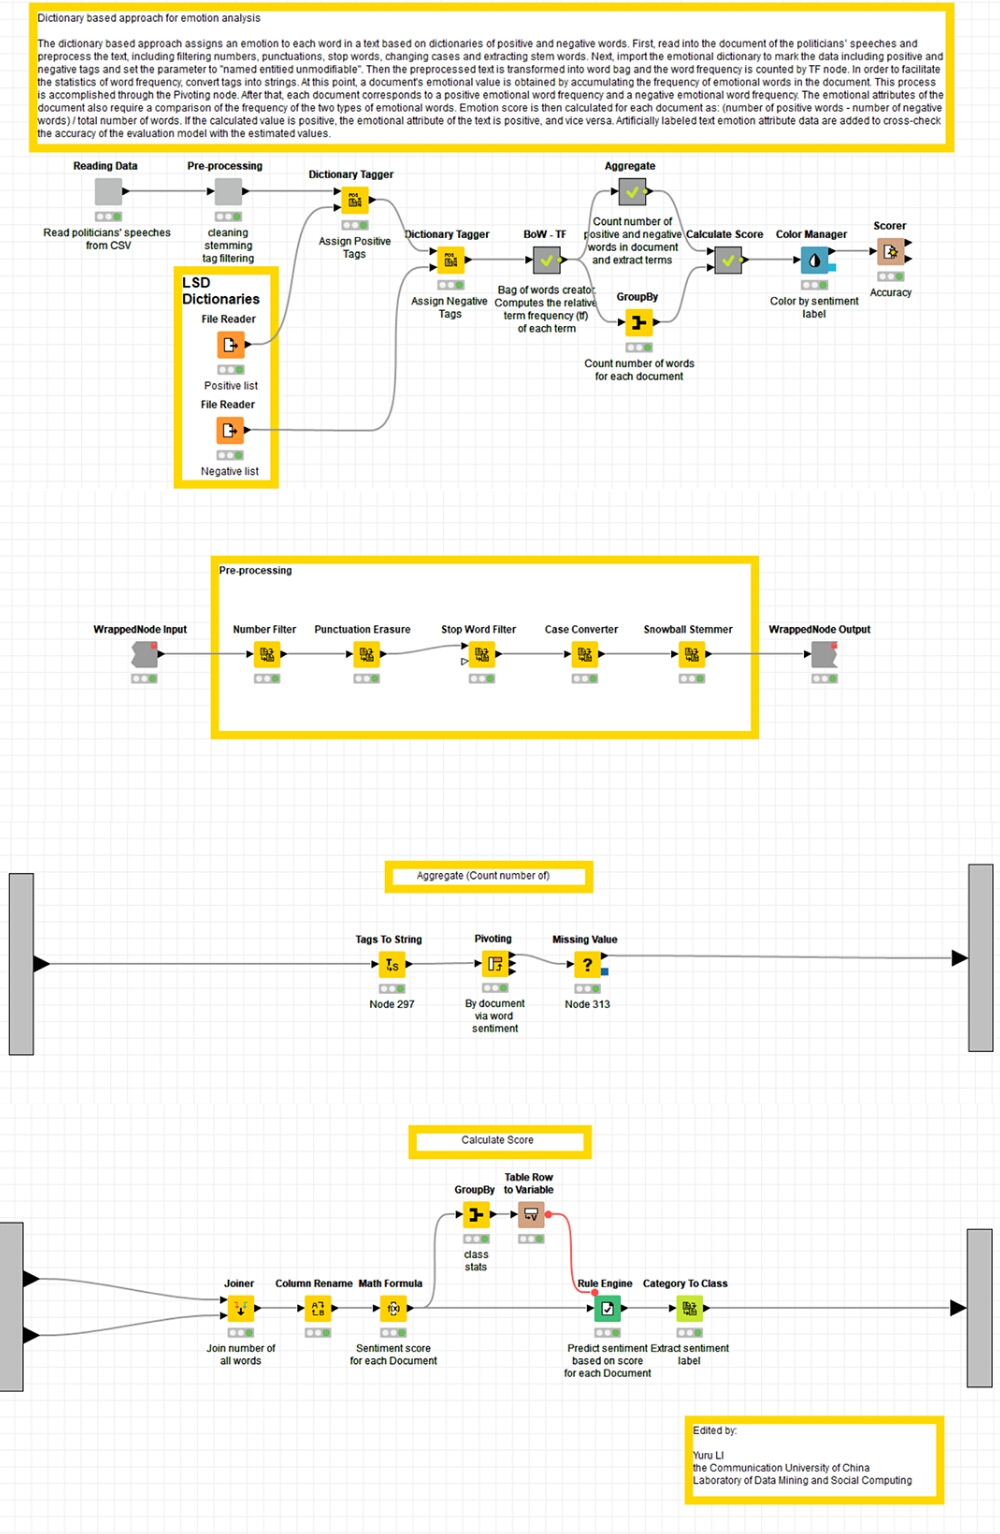 Dictionary based approach for emotion analysis
The dictionary based approach assigns an emotion to each word in a text based on dictionaries of positive and negative words. First, read into the document of the politicians' speeches and
preprocess the text, including filtering numbers, punctuations, stop words, changing cases and extracting stem words. Next, import the emotional dictionary to mark the data including positive and
negative tags and set the parameter to "named entitied unmodifiable". Then the preprocessed text is transformed into word bag and the word frequency is counted by TF node. In order to facilitate
the statistics of word frequency, convert tags into strings. At this point, a document's emotional value is obtained by accumulating the frequency of emotional words in the document. This process
is accomplished through the Pivoting node. After that, each document corresponds to a positive emotional word frequency and a negative emotional word frequency. The emotional attributes of the
document also require a comparison of the frequency of the two types of emotional words. Emotion score is then calculated for each document as: (number of positive words - number of negative
words) / total number of words. If the calculated value is positive, the emotional attribute of the text is positive, and vice versa. Artificially labeled text emotion attribute data are added to cross-check
the accuracy of the evaluation model with the estimated values.
Reading Data
Read politicians' speeches
from CSV
Pre-processing
cleaning
stemming
tag filtering
Dictionary Tagger
Assign Positive
Tags
Dictionary Tagger
Assign Negative
Tags
BoW - TF
Bag of words creator
Computes the relative
term frequency (tf)
of each term
Aggregate
Count number of
positive and negative
words in document
and extract terms
GroupBy
Count number of words
for each document
Calculate Score
Color Manager
Color by sentiment
label
Scorer
Accuracy
LSD
Dictionaries
File Reader
Positive list
File Reader
Negative list
Pre-processing
WrappedNode Input
Number Filter
Punctuation Erasure
Stop Word Filter
Case Converter
Snowball Stemmer
WrappedNode Output
Aggregate (Count number of)
Tags To String
Node 297
Pivoting
By document
via word
sentiment
Missing Value
Node 313
Calculate Score
GroupBy
class
stats
Table Row
to Variable
Joiner
Join number of
all words
Column Rename
Math Formula
Sentiment score
for each Document
Rule Engine
Predict sentiment
based on score
for each Document
Category To Class
Extract sentiment
label
Edited by:
Yuru LI
the Communication University of China
Laboratory of Data Mining and Social Computing